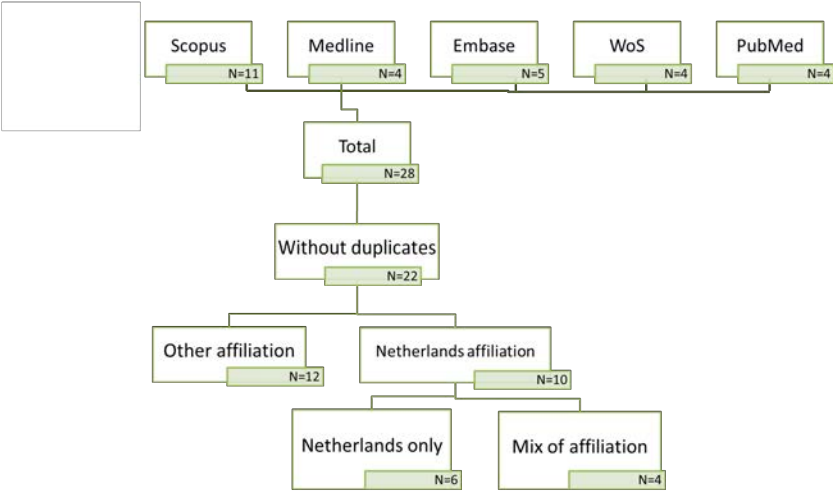 Scopus
N=11
Medline
N=4
Embase
N=5
WoS
N=4
PubMed
N=4
Total
N=28
Without duplicates
N=22
Other affiliation
N=12
Netherlands affiliation
N=10
Netherlands only
N=6
Mix of affiliation
N=4